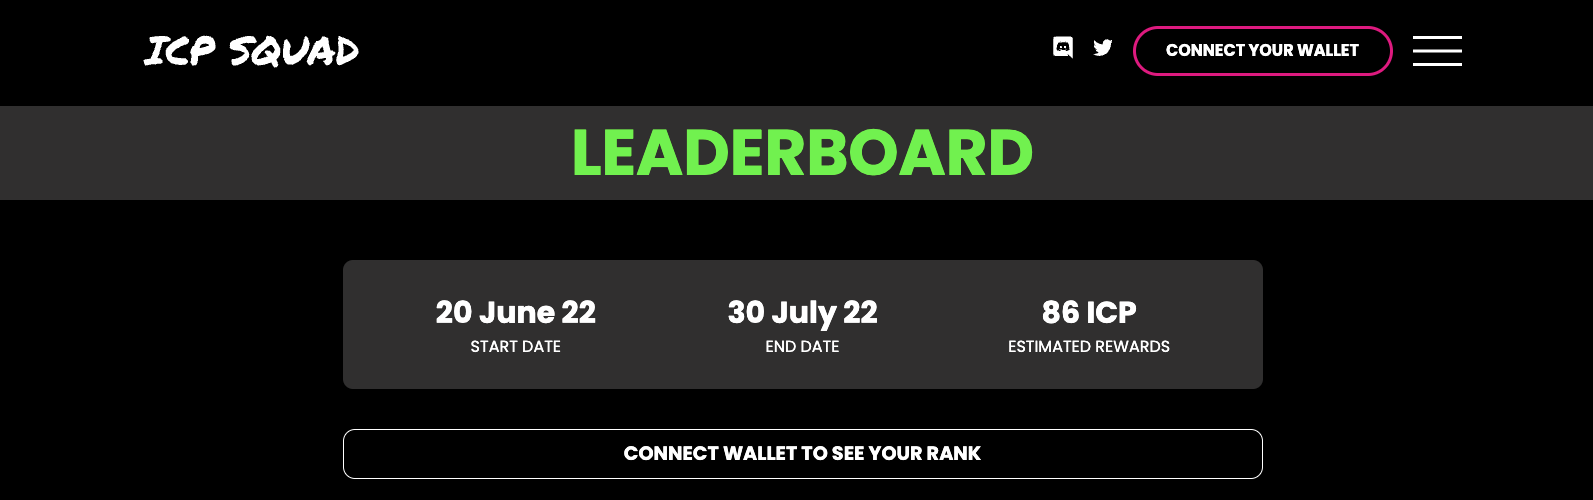 ICP SQUAD
CONNECT YOUR WALLET
LEADERBOARD
20 June 22
START DATE
30 July 22
END DATE
86 ICP
ESTIMATED REWARDS
CONNECT WALLET TO SEE YOUR RANK